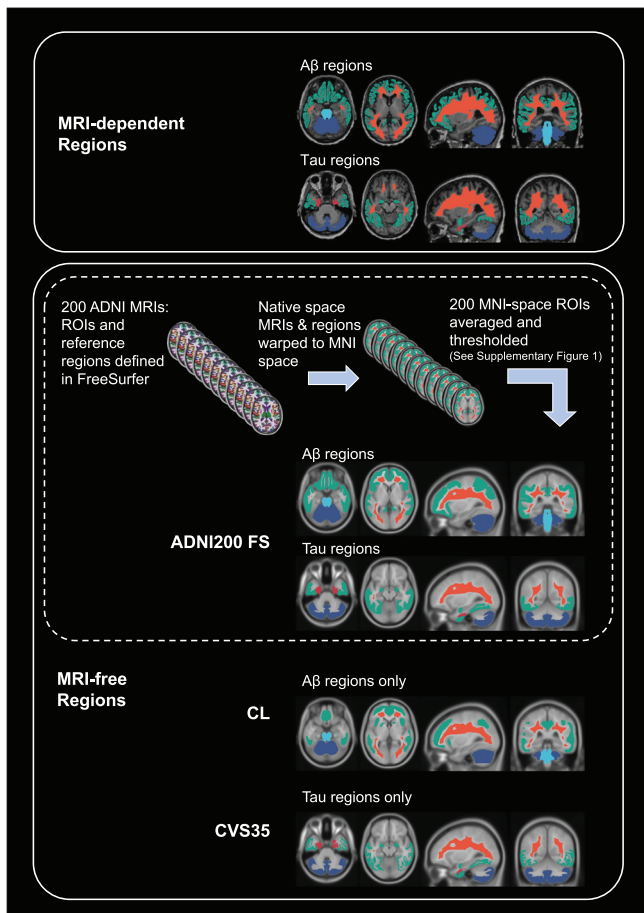 Aβ regions
MRI-dependent
Regions
Tau regions
200 ADNI MRIs:
ROIs and
reference
regions defined
in FreeSurfer
Native space
MRIs & regions
warped to MNI
space
200 MNI-space ROIs
averaged and
thresholded
(See Supplementary Figure 1)
Aβ regions
ADNI200 FS
Tau regions
MRI-free
Regions
Aβ regions only
CL
Tau regions only
CVS35